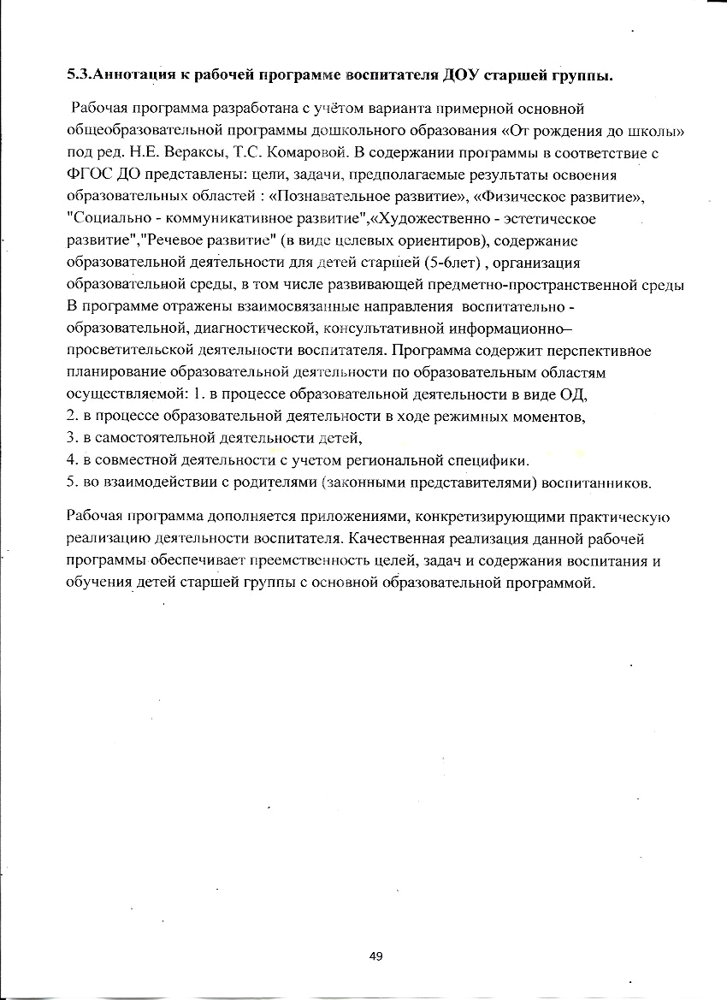 5.3.Аннотация к рабочей программе воспитателя ДОУ старшей группы.
Рабочая программа разработана с учётом варианта примерной основной
общеобразовательной программы дошкольного образования «От рождения до школы»
под ред. Н.Е. Вераксы, Т.С. Комаровой. В содержании программы в соответствие с
ФГОС ДО представлены: цели, задачи, предполагаемые результаты освоения
образовательных областей : «Познавательное развитие», «Физическое развитие»,
"Социально - коммуникативное развитие",«Художественно - эстетическое
развитие","Речевое развитие" (в виде целевых ориентиров), содержание
образовательной деятельности для детей старшей (5-6лет) , организация
образовательной среды, в том числе развивающей предметно-пространственной среды
В программе отражены взаимосвязанные направления воспитательно -
образовательной, диагностической, консультативной информационно–
просветительской деятельности воспитателя. Программа содержит перспективное
планирование образовательной деятельности по образовательным областям
осуществляемой: 1. в процессе образовательной деятельности в виде ОД,
2. в процессе образовательной деятельности в ходе режимных моментов,
3. в самостоятельной деятельности детей,
4. в совместной деятельности с учетом региональной специфики.
5. во взаимодействии с родителями (законными представителями) воспитанников.
Рабочая программа дополняется приложениями, конкретизирующими практическую
реализацию деятельности воспитателя. Качественная реализация данной рабочей
программы обеспечивает преемственность целей, задач и содержания воспитания и
обучения детей старшей группы с основной образовательной программой.
49